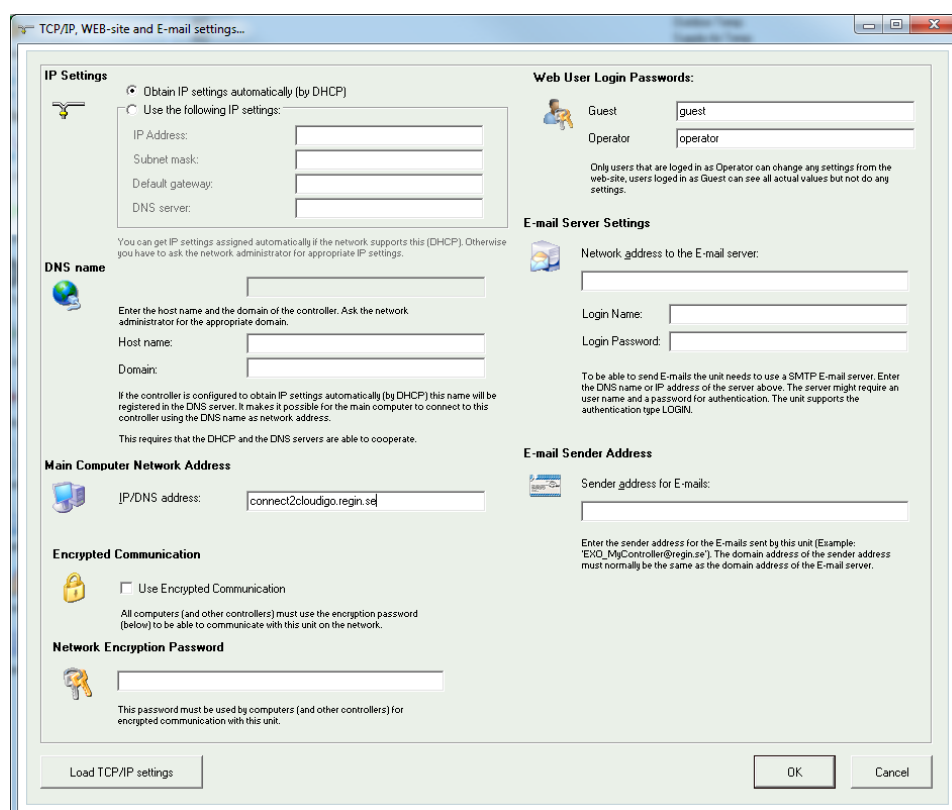 TCP/IP, WEB-site and E-mail settings...
IP Settings
Obtain IP settings automatically (by DHCP)
Use the following IP settings:
IP Address:
Subnet mask:
Default gateway:
DNS server:
You can get IP settings assigned automatically if the network supports this (DHCP). Otherwise
you have to ask the network administrator for appropriate IP settings.
DNS name
Enter the host name and the domain of the controller. Ask the network
administrator for the appropriate domain.
Host name:
Domain:
If the controller is configured to obtain IP settings automatically (by DHCP) this name will be
registered in the DNS server. It makes it possible for the main computer to connect to this
controller using the DNS name as network address.
This requires that the DHCP and the DNS servers are able to cooperate.
Main Computer Network Address
IP/DNS address:
connect2cloudigo.regin.se
Encrypted Communication
Use Encrypted Communication
All computers (and other controllers) must use the encryption password
(below) to be able to communicate with this unit on the network.
Network Encryption Password
This password must be used by computers (and other controllers) for
encrypted communication with this unit.
Web User Login Passwords:
Guest
guest
Operator
operator
Only users that are loged in as Operator can change any settings from the
web-site, users loged in as Guest can see all actual values but not do any
settings.
E-mail Server Settings
Network address to the E-mail server:
Login Name:
Login Password:
To be able to send E-mails the unit needs to use a SMTP E-mail server. Enter
the DNS name or IP address of the server above. The server might require an
user name and a password for authentication. The unit supports the
authentication type LOGIN.
E-mail Sender Address
Sender address for E-mails:
Enter the sender address for the E-mails sent by this unit (Example:
'EXO_MyController@regin.se'). The domain address of the sender address
must normally be the same as the domain address of the E-mail server.
Load TCP/IP settings
OK
Cancel